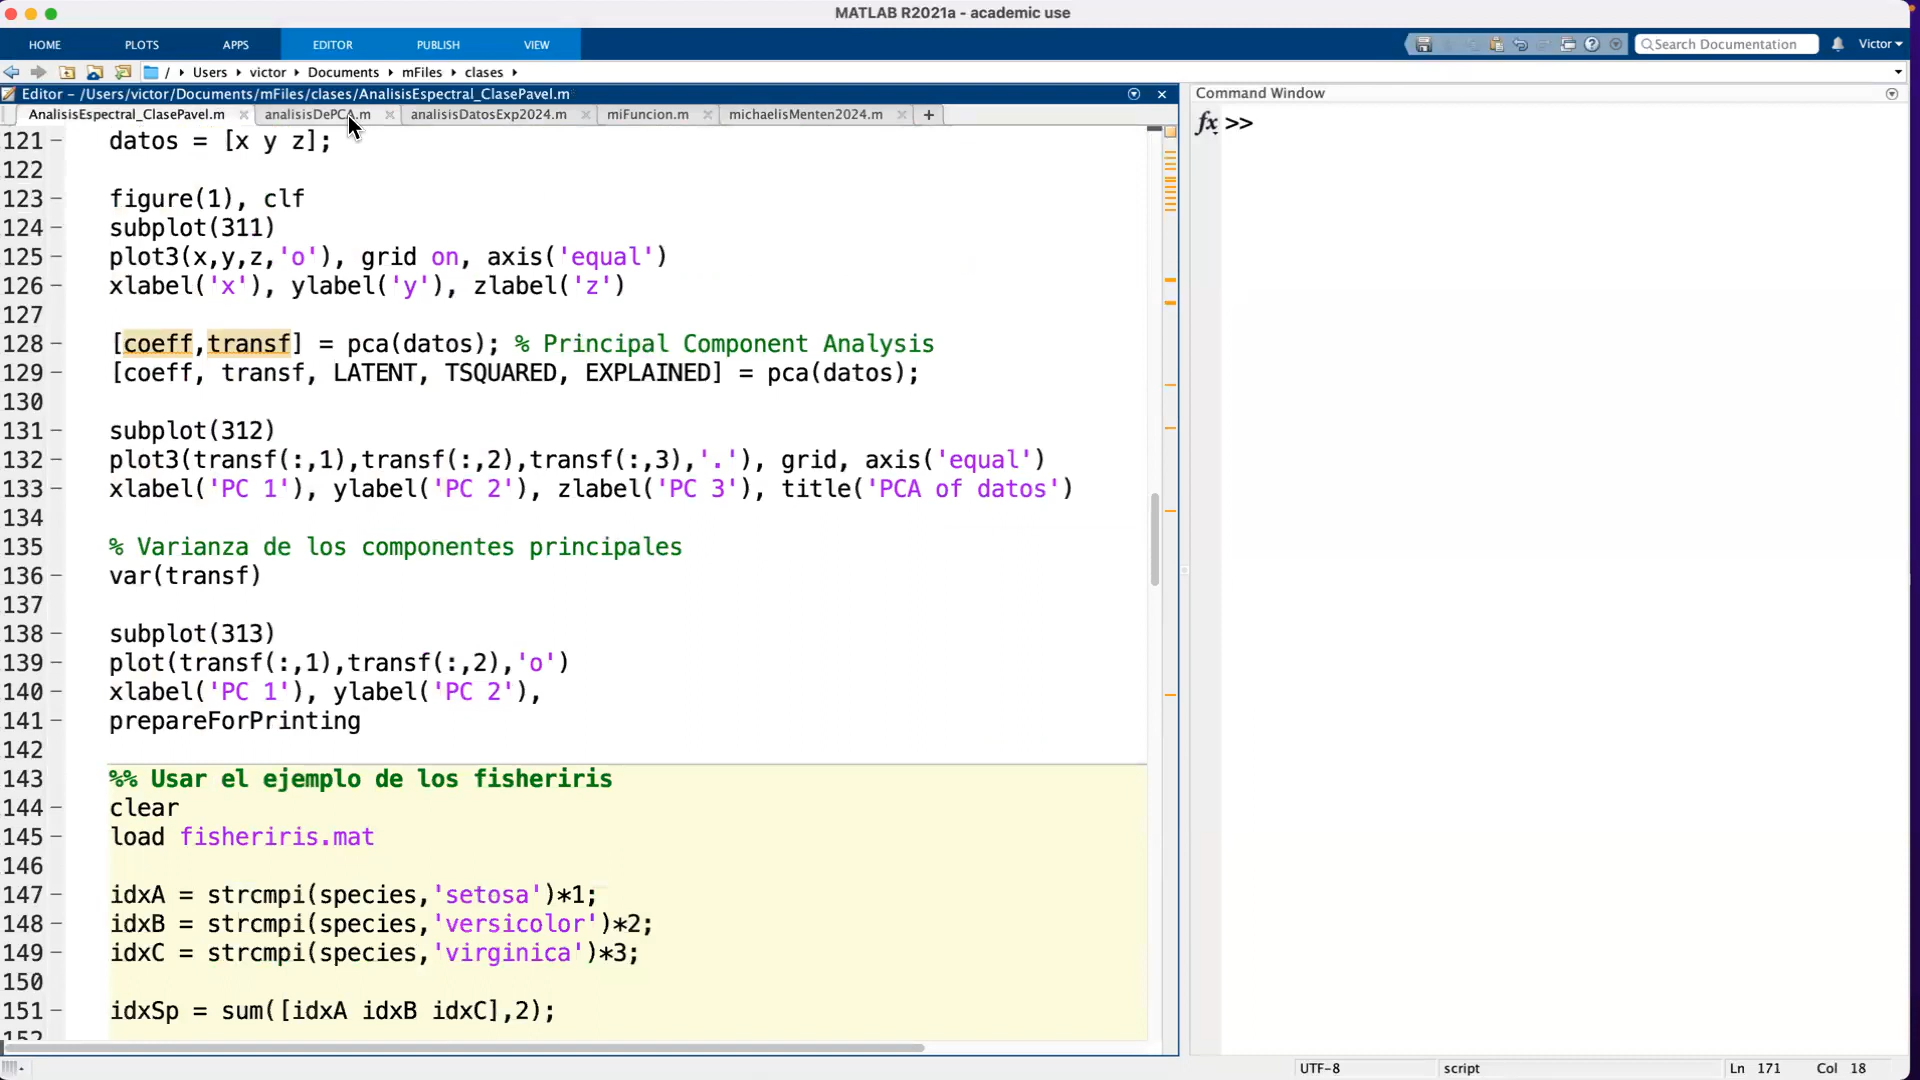 MATLAB R2021a - academic use
HOME PLOTS APPS EDITOR PUBLISH VIEW Search Documentation Victor
/ Users victor Documents mFiles clases
Editor – /Users/victor/Documents/mFiles/clases/AnalisisEspectral_ClasePavel.m
Command Window
AnalisisEspectral_ClasePavel.m analisisDePCA.m analisisDatosExp2024.m miFuncion.m michaelisMenten2024.m +
fx >>
121 – datos = [x y z];
122
123 – figure(1), clf
124 – subplot(311)
125 – plot3(x,y,z,'o'), grid on, axis('equal')
126 – xlabel('x'), ylabel('y'), zlabel('z')
127
128 – [coeff,transf] = pca(datos); % Principal Component Analysis
129 – [coeff, transf, LATENT, TSQUARED, EXPLAINED] = pca(datos);
130
131 – subplot(312)
132 – plot3(transf(:,1),transf(:,2),transf(:,3),'.'), grid, axis('equal')
133 – xlabel('PC 1'), ylabel('PC 2'), zlabel('PC 3'), title('PCA of datos')
134
135 % Varianza de los componentes principales
136 – var(transf)
137
138 – subplot(313)
139 – plot(transf(:,1),transf(:,2),'o')
140 – xlabel('PC 1'), ylabel('PC 2'),
141 – prepareForPrinting
142
143 %% Usar el ejemplo de los fisheriris
144 – clear
145 – load fisheriris.mat
146
147 – idxA = strcmpi(species,'setosa')*1;
148 – idxB = strcmpi(species,'versicolor')*2;
149 – idxC = strcmpi(species,'virginica')*3;
150
151 – idxSp = sum([idxA idxB idxC],2);
152
UTF-8 script Ln 171 Col 18